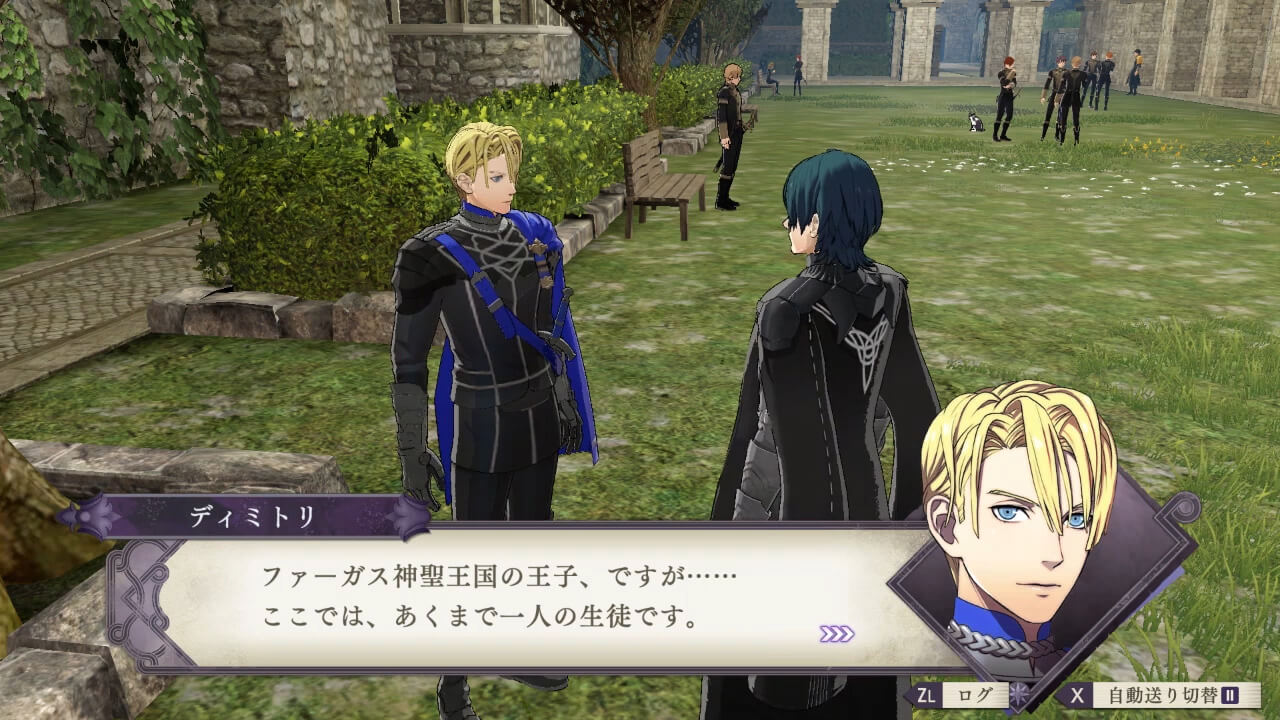 ディミトリ
ファーガス神聖王国の王子、ですが……
ここでは、あくまで一人の生徒です。
ZL ログ X 自動送り切替